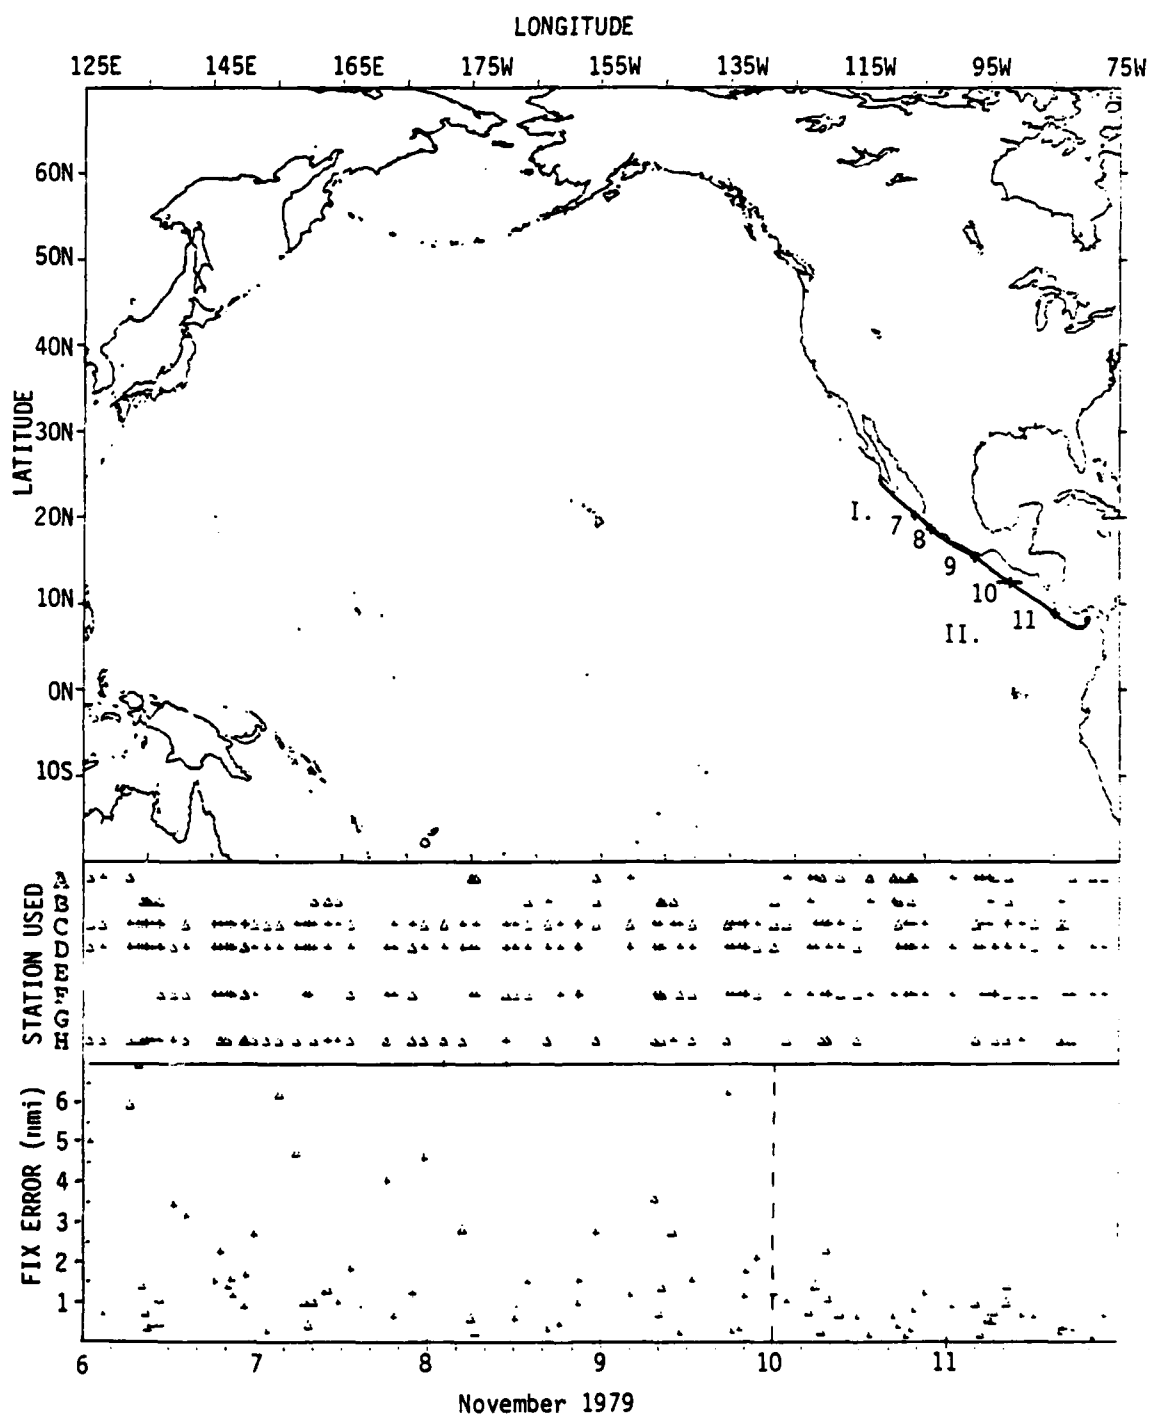 LONGITUDE
125E 145E 165E 175W 155W 135W 115W 95W 75W
LATITUDE
60N
50N
40N
30N
20N
10N
0N
10S
I.
7
8
9
10
11
II.
STATION USED
A
B
C
D
E
F
G
H
FIX ERROR (nmi)
6
5
4
3
2
1
6 7 8 9 10 11
November 1979